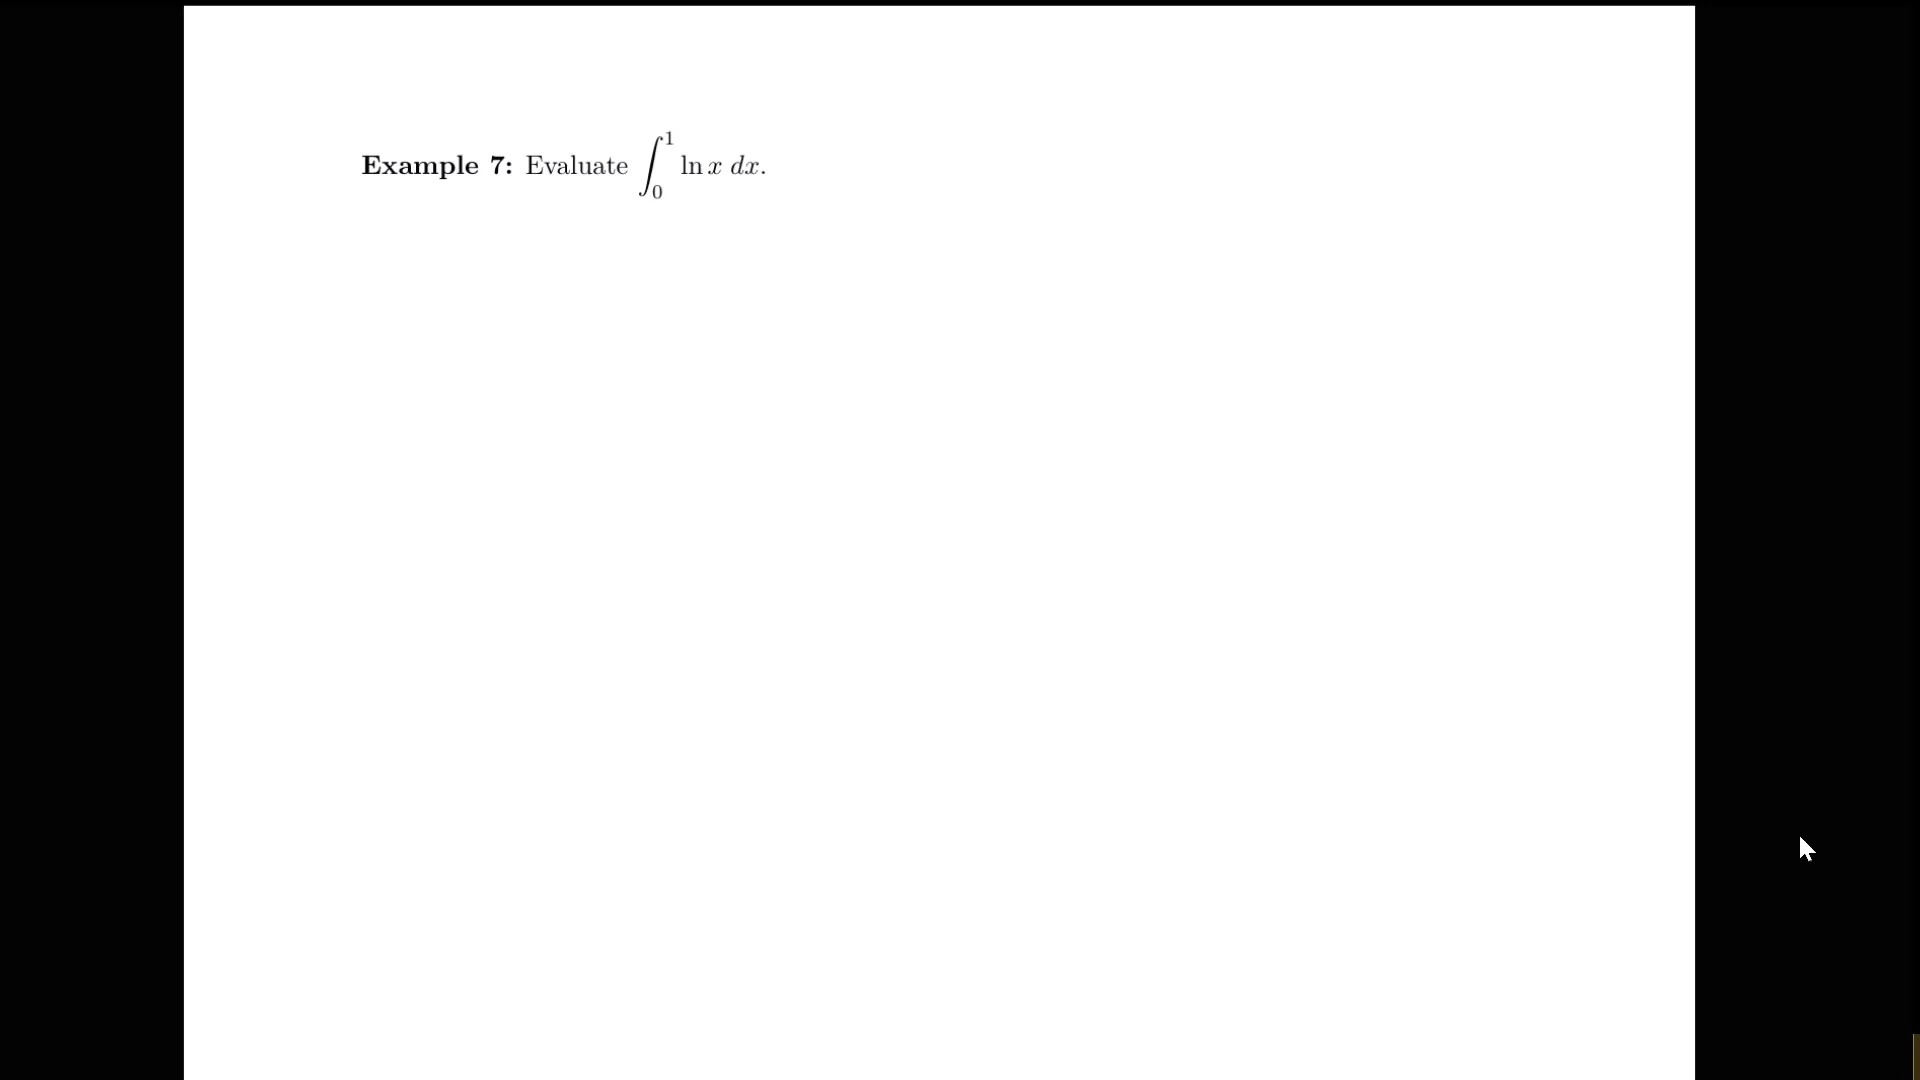 Example 7: Evaluate ∫₀¹ ln x dx.